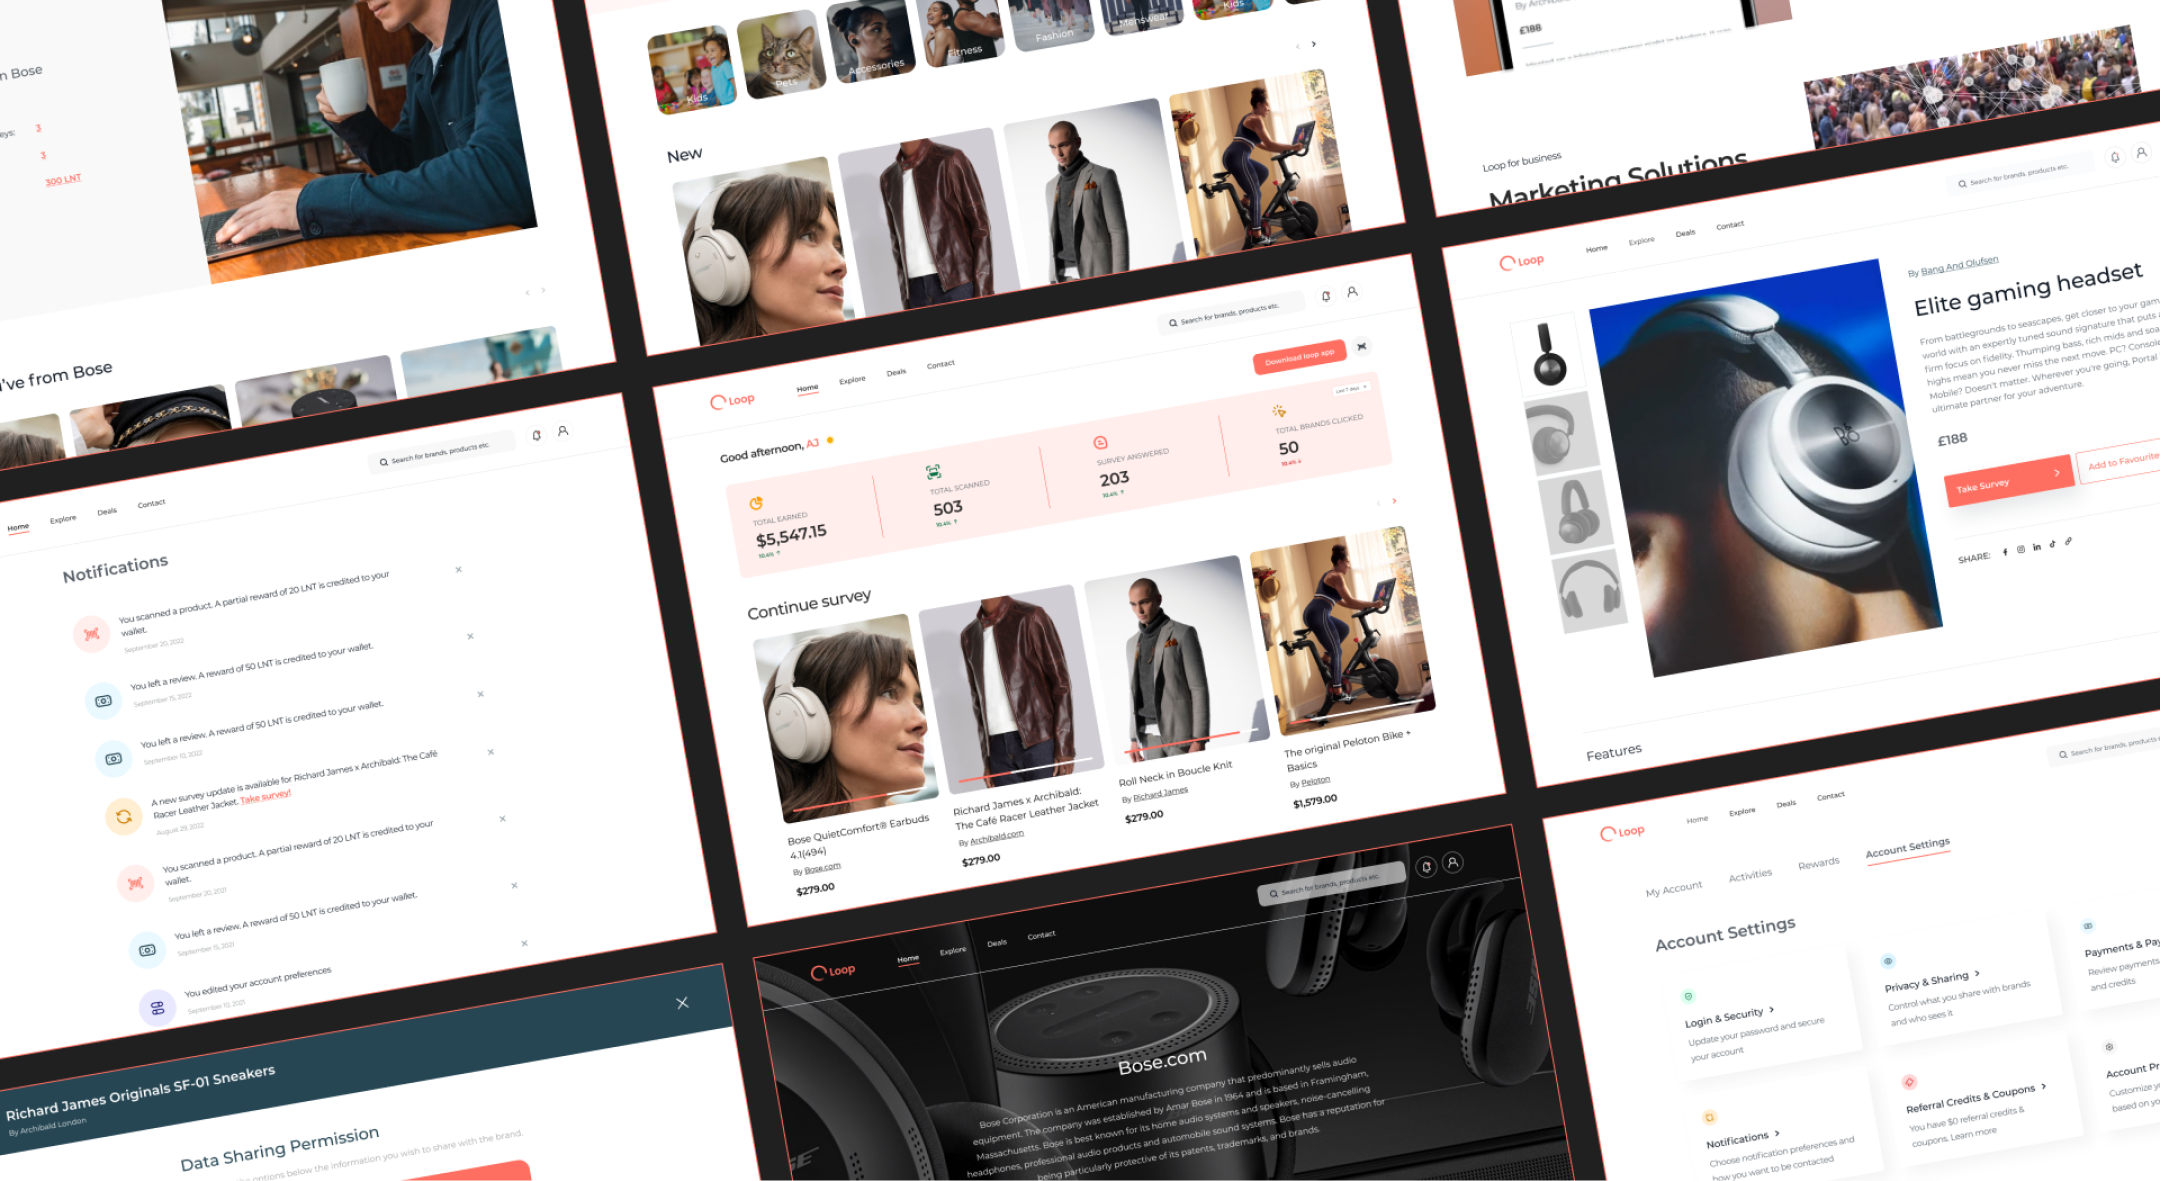 n Bose
eys: 3
3
300 LNT
I've from Bose
Kids
Pets
Accessories
Fitness
Fashion
Menswear
Kids
New
£188
Loop for business
Marketing Solutions
Search for brands, products etc.
Loop
Home
Explore
Deals
Contact
By Bang And Olufsen
Elite gaming headset
From battlegrounds to seascapes, get closer to your gam
world with an expertly tuned sound signature that puts a
firm focus on fidelity. Thumping bass, rich mids and soa
highs mean you never miss the next move. PC? Console
Mobile? Doesn't matter. Wherever you're going, Portal
ultimate partner for your adventure.
£188
Take Survey
Add to Favourite
SHARE:
Features
Search for brands, products etc.
Home
Explore
Deals
Contact
Notifications
You scanned a product. A partial reward of 20 LNT is credited to your
wallet.
September 20, 2022
You left a review. A reward of 50 LNT is credited to your wallet.
September 15, 2022
You left a review. A reward of 50 LNT is credited to your wallet.
September 10, 2022
A new survey update is available for Richard James x Archibald: The Café
Racer Leather Jacket. Take survey!
August 29, 2022
You scanned a product. A partial reward of 20 LNT is credited to your
wallet.
September 20, 2021
You left a review. A reward of 50 LNT is credited to your wallet.
September 15, 2021
You edited your account preferences
September 10, 2021
Search for brands, products etc.
Loop
Home
Explore
Deals
Contact
Download loop app
Last 7 days
Good afternoon, AJ
TOTAL EARNED
$5,547.15
10.4%
TOTAL SCANNED
503
10.4%
SURVEY ANSWERED
203
10.4%
TOTAL BRANDS CLICKED
50
10.4%
Continue survey
Bose QuietComfort® Earbuds
4.1(494)
By Bose.com
$279.00
Richard James x Archibald:
The Café Racer Leather Jacket
By Archibald.com
$279.00
Roll Neck in Boucle Knit
By Richard James
$279.00
The original Peloton Bike +
Basics
By Peloton
$1,579.00
Richard James Originals SF-01 Sneakers
By Archibald London
Data Sharing Permission
options below the information you wish to share with the brand.
Search for brands, products etc.
Loop
Home
Explore
Deals
Contact
Bose.com
Bose Corporation is an American manufacturing company that predominantly sells audio
equipment. The company was established by Amar Bose in 1964 and is based in Framingham,
Massachusetts. Bose is best known for its home audio systems and speakers, noise-cancelling
headphones, professional audio products and automobile sound systems. Bose has a reputation for
being particularly protective of its patents, trademarks, and brands.
Search for brands, products e
Loop
Home
Explore
Deals
Contact
My Account
Activities
Rewards
Account Settings
Account Settings
Login & Security
Update your password and secure
your account
Privacy & Sharing
Control what you share with brands
and who sees it
Payments & Pay
Review payments
and credits
Notifications
Choose notification preferences and
how you want to be contacted
Referral Credits & Coupons
You have $0 referral credits &
coupons. Learn more
Account Pr
Customize y
based on yo